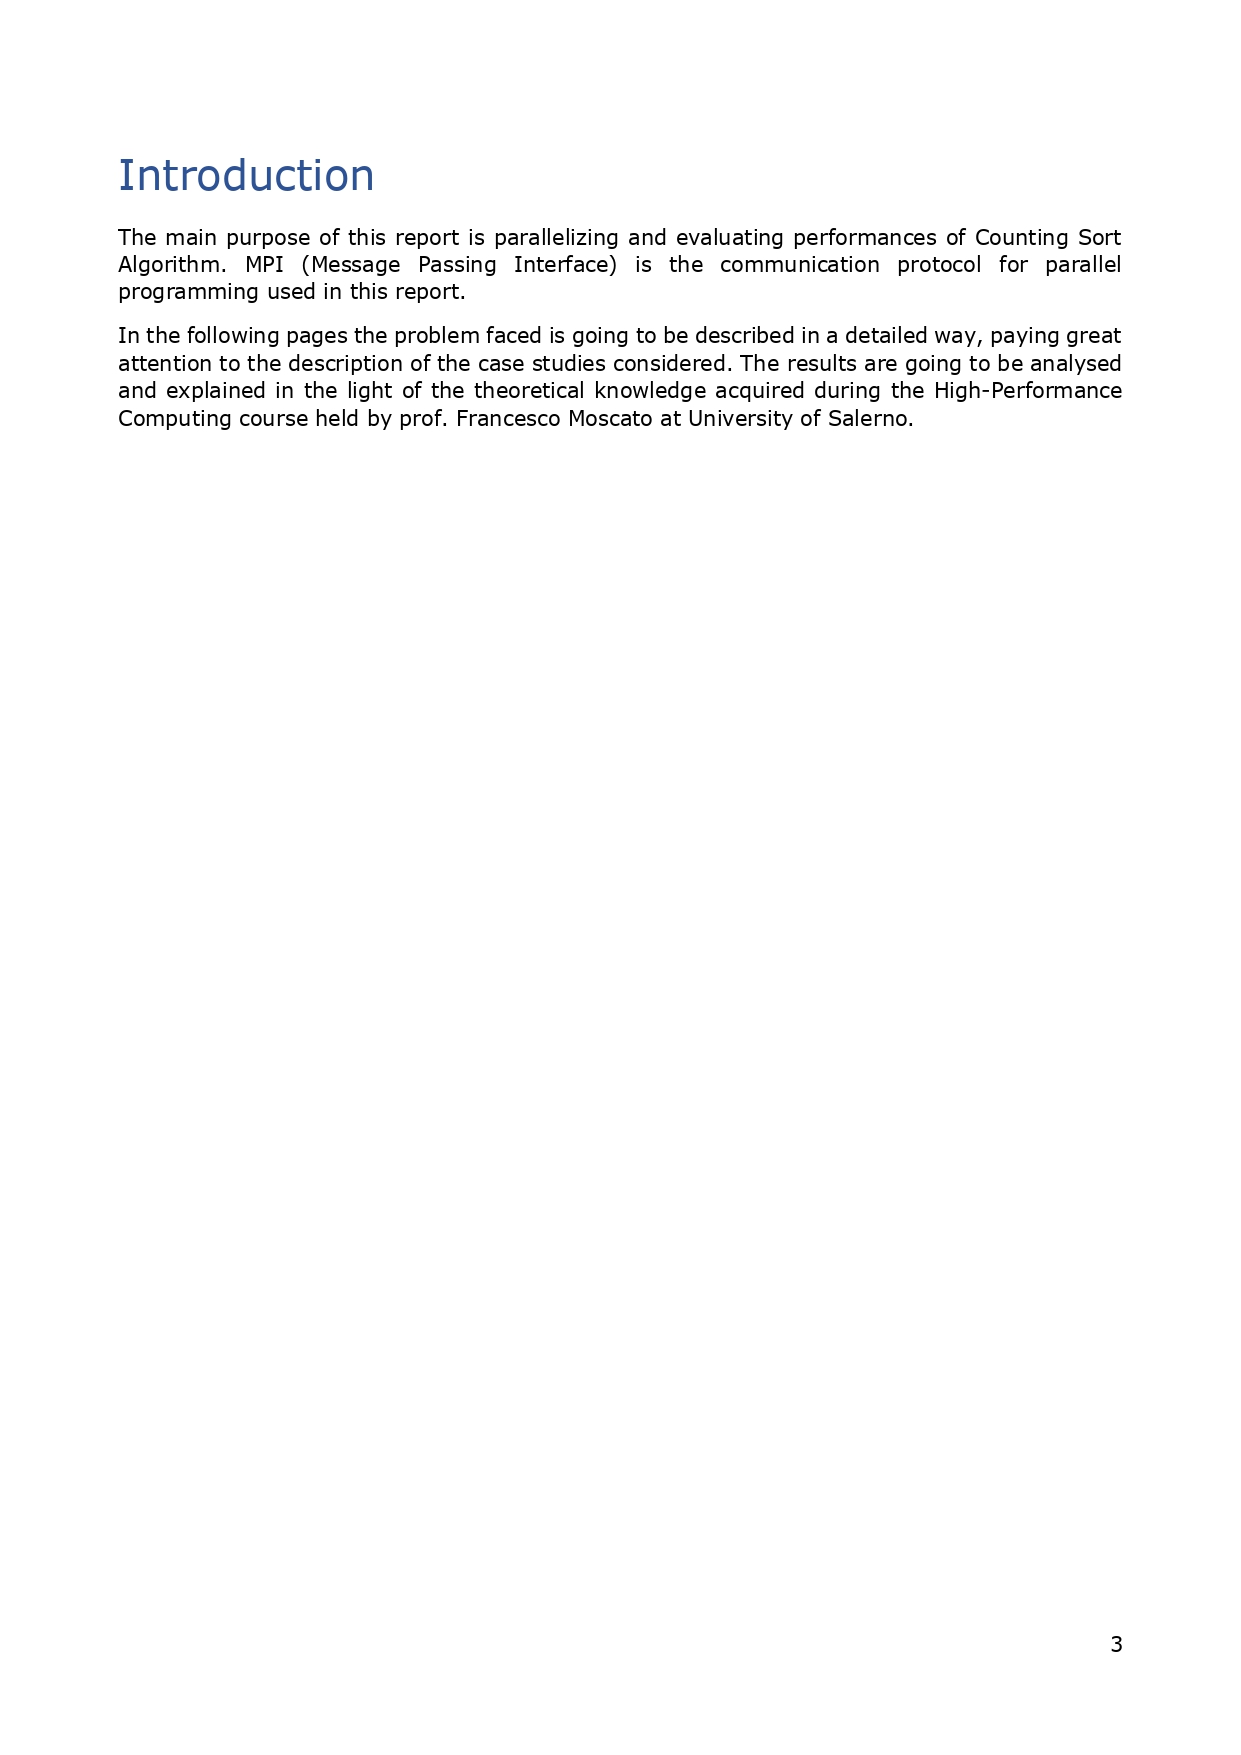 Introduction
The main purpose of this report is parallelizing and evaluating performances of Counting Sort
Algorithm. MPI (Message Passing Interface) is the communication protocol for parallel
programming used in this report.
In the following pages the problem faced is going to be described in a detailed way, paying great
attention to the description of the case studies considered. The results are going to be analysed
and explained in the light of the theoretical knowledge acquired during the High-Performance
Computing course held by prof. Francesco Moscato at University of Salerno.
3